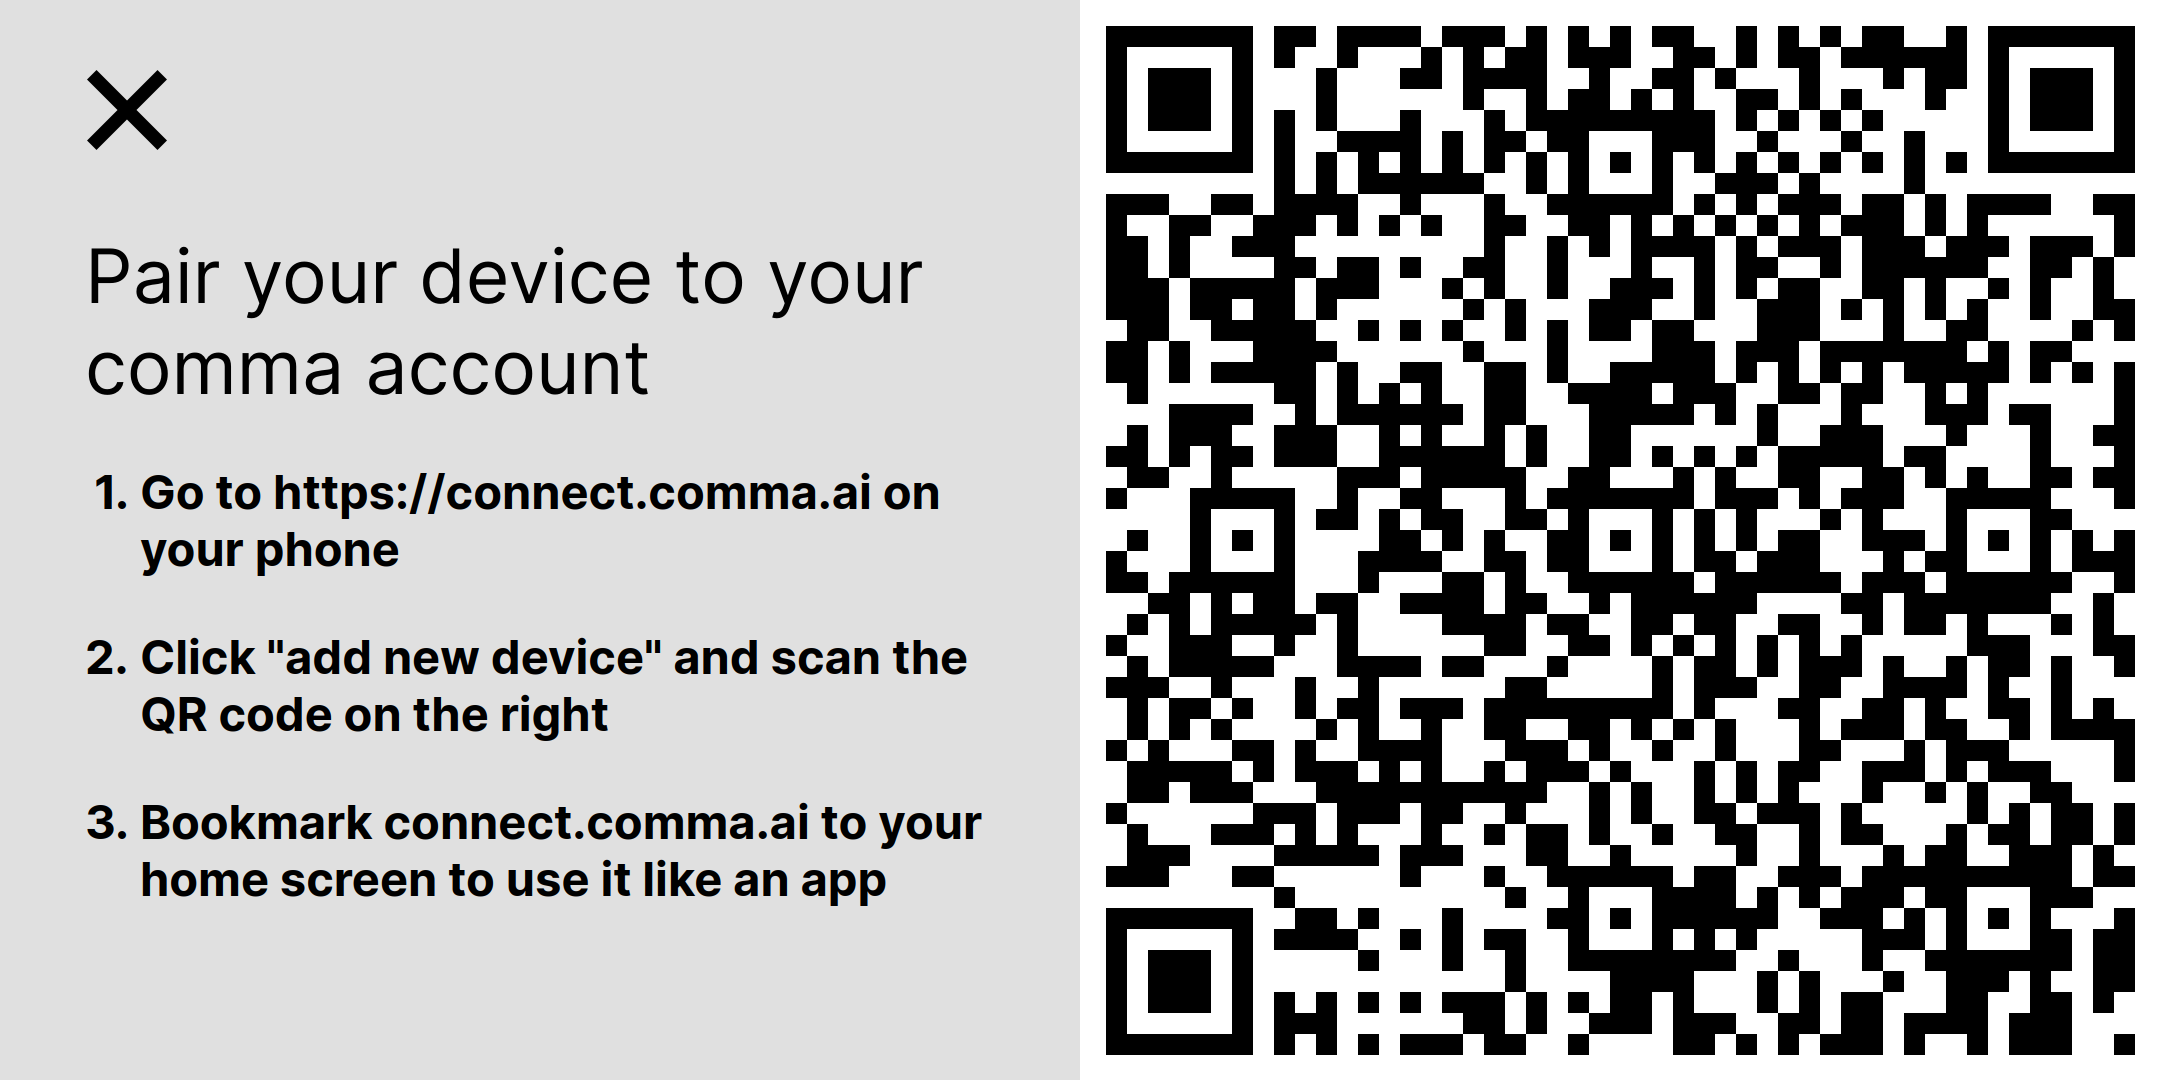 Pair your device to your
comma account
1. Go to https://connect.comma.ai on
your phone
2. Click "add new device" and scan the
QR code on the right
3. Bookmark connect.comma.ai to your
home screen to use it like an app